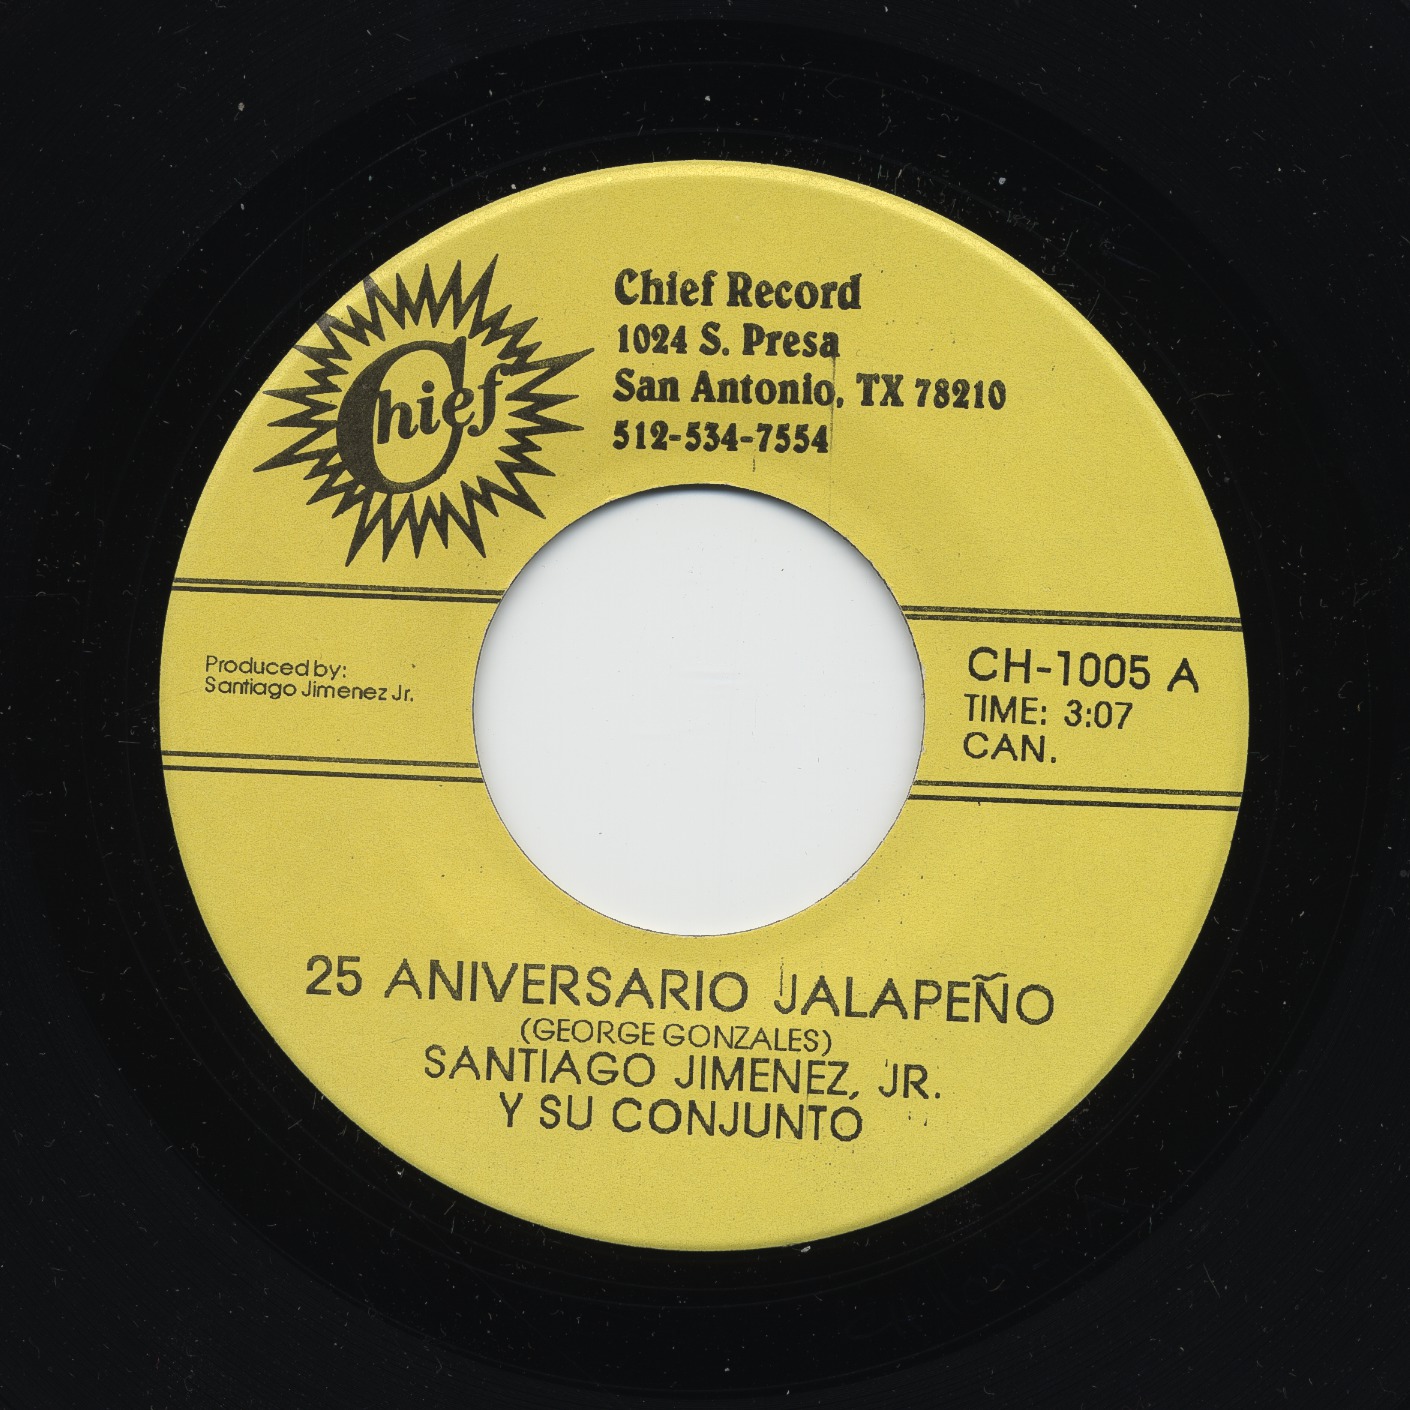 Chief
Chief Record
1024 S. Presa
San Antonio, TX 78210
512-534-7554
Produced by:
Santiago Jimenez Jr.
CH-1005 A
TIME: 3:07
CAN.
25 ANIVERSARIO JALAPEÑO
(GEORGE GONZALES)
SANTIAGO JIMENEZ, JR.
Y SU CONJUNTO